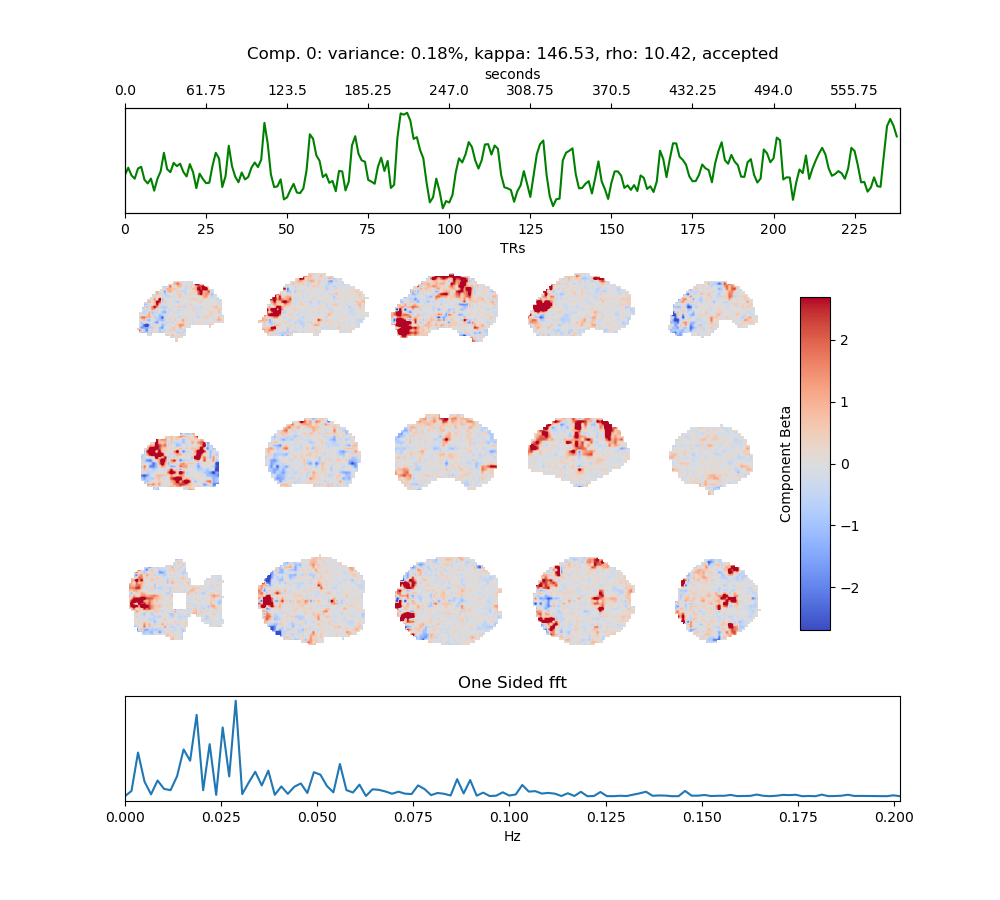 Comp. 0: variance: 0.18%, kappa: 146.53, rho: 10.42, accepted
seconds
0.0 61.75 123.5 185.25 247.0 308.75 370.5 432.25 494.0 555.75
0 25 50 75 100 125 150 175 200 225
TRs
2
1
0
−1
−2
Component Beta
One Sided fft
0.000 0.025 0.050 0.075 0.100 0.125 0.150 0.175 0.200
Hz